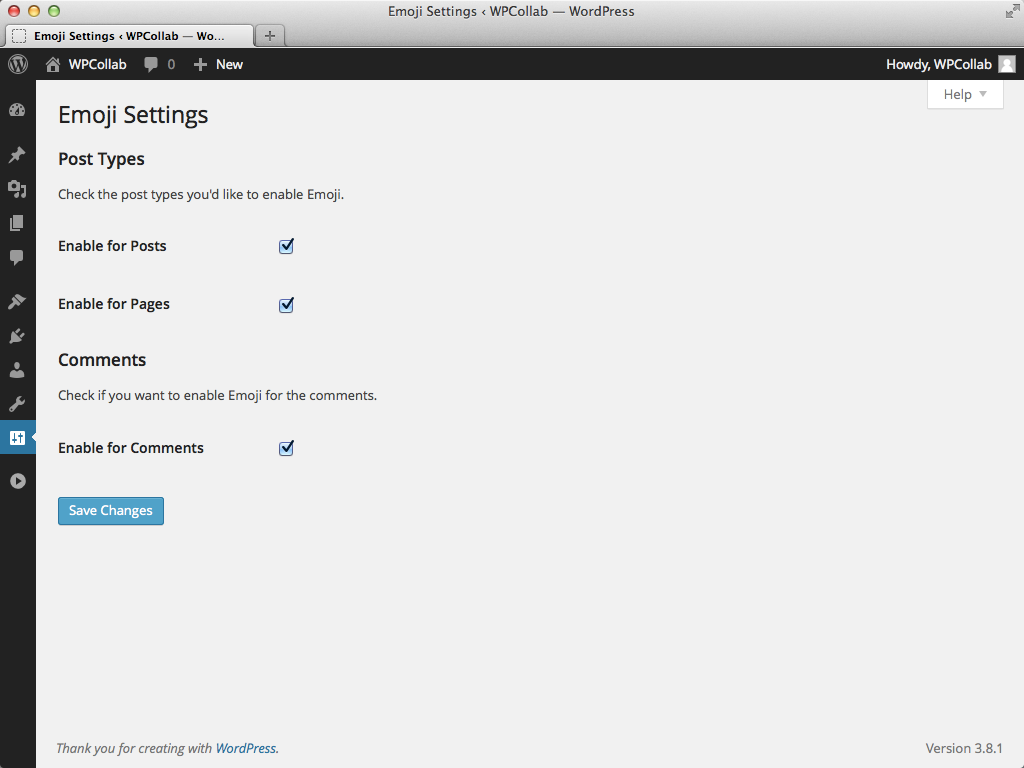 Emoji Settings ‹ WPCollab — WordPress
Emoji Settings ‹ WPCollab — Wo...
WPCollab 0 New Howdy, WPCollab
Help
Emoji Settings
Post Types
Check the post types you'd like to enable Emoji.
Enable for Posts
Enable for Pages
Comments
Check if you want to enable Emoji for the comments.
Enable for Comments
Save Changes
Thank you for creating with WordPress. Version 3.8.1